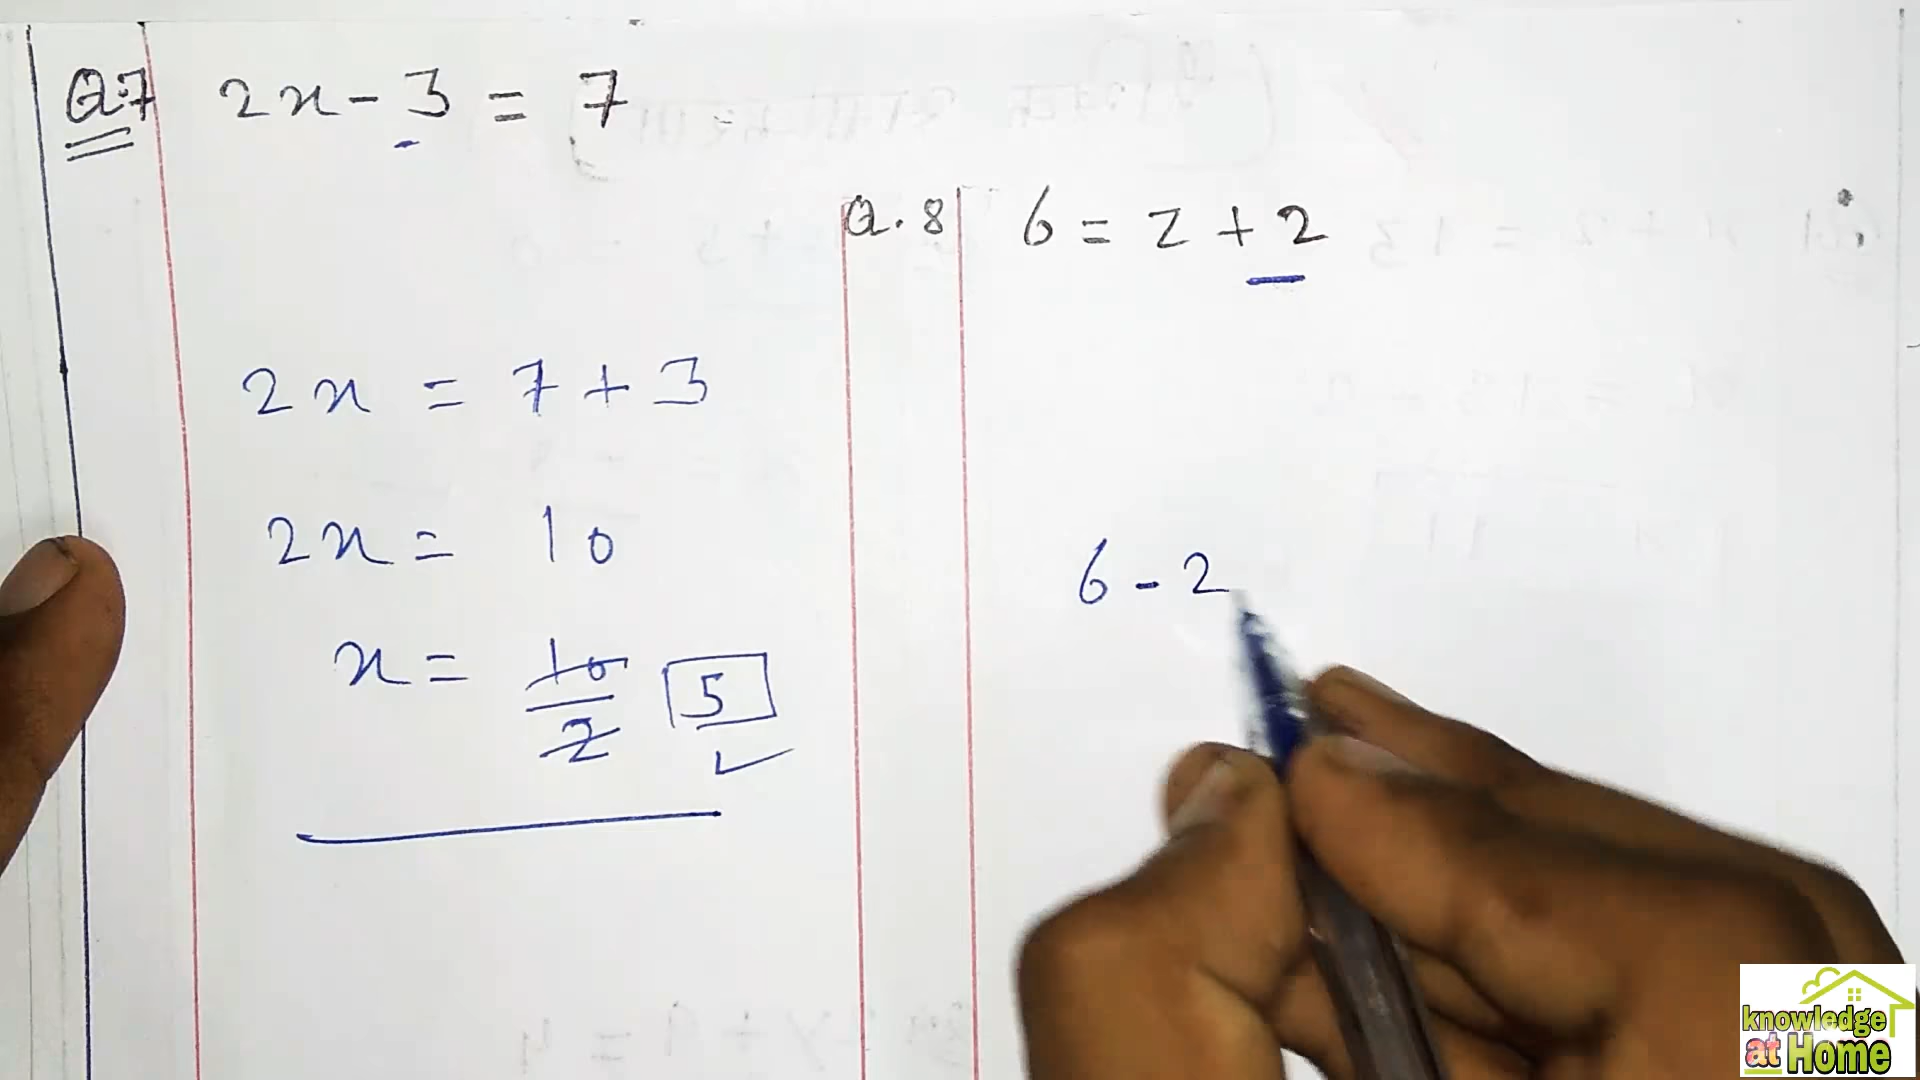 Q.7 2x - 3 = 7
2x = 7 + 3
2x = 10
x = 10/2 5
Q.8 6 = z + 2
6 - 2
knowledge
at Home